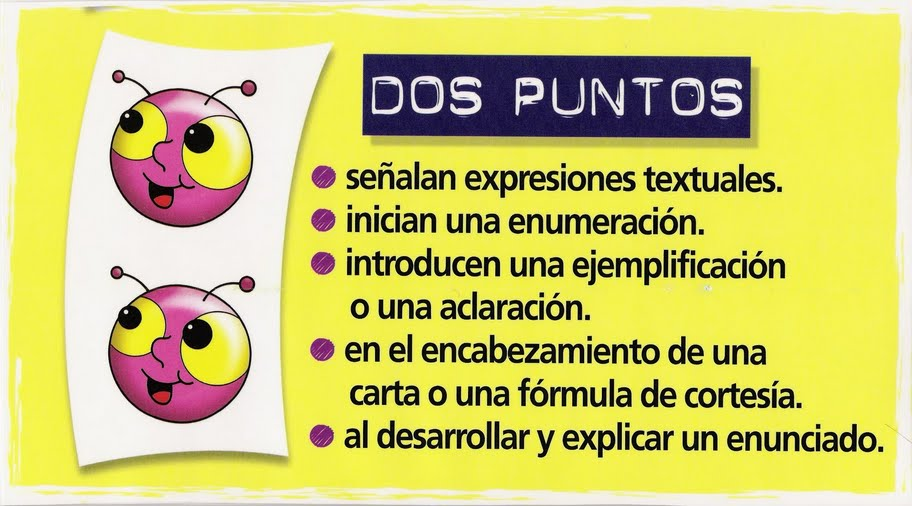 DOS PUNTOS
señalan expresiones textuales.
inician una enumeración.
introducen una ejemplificación
o una aclaración.
en el encabezamiento de una
carta o una fórmula de cortesía.
al desarrollar y explicar un enunciado.